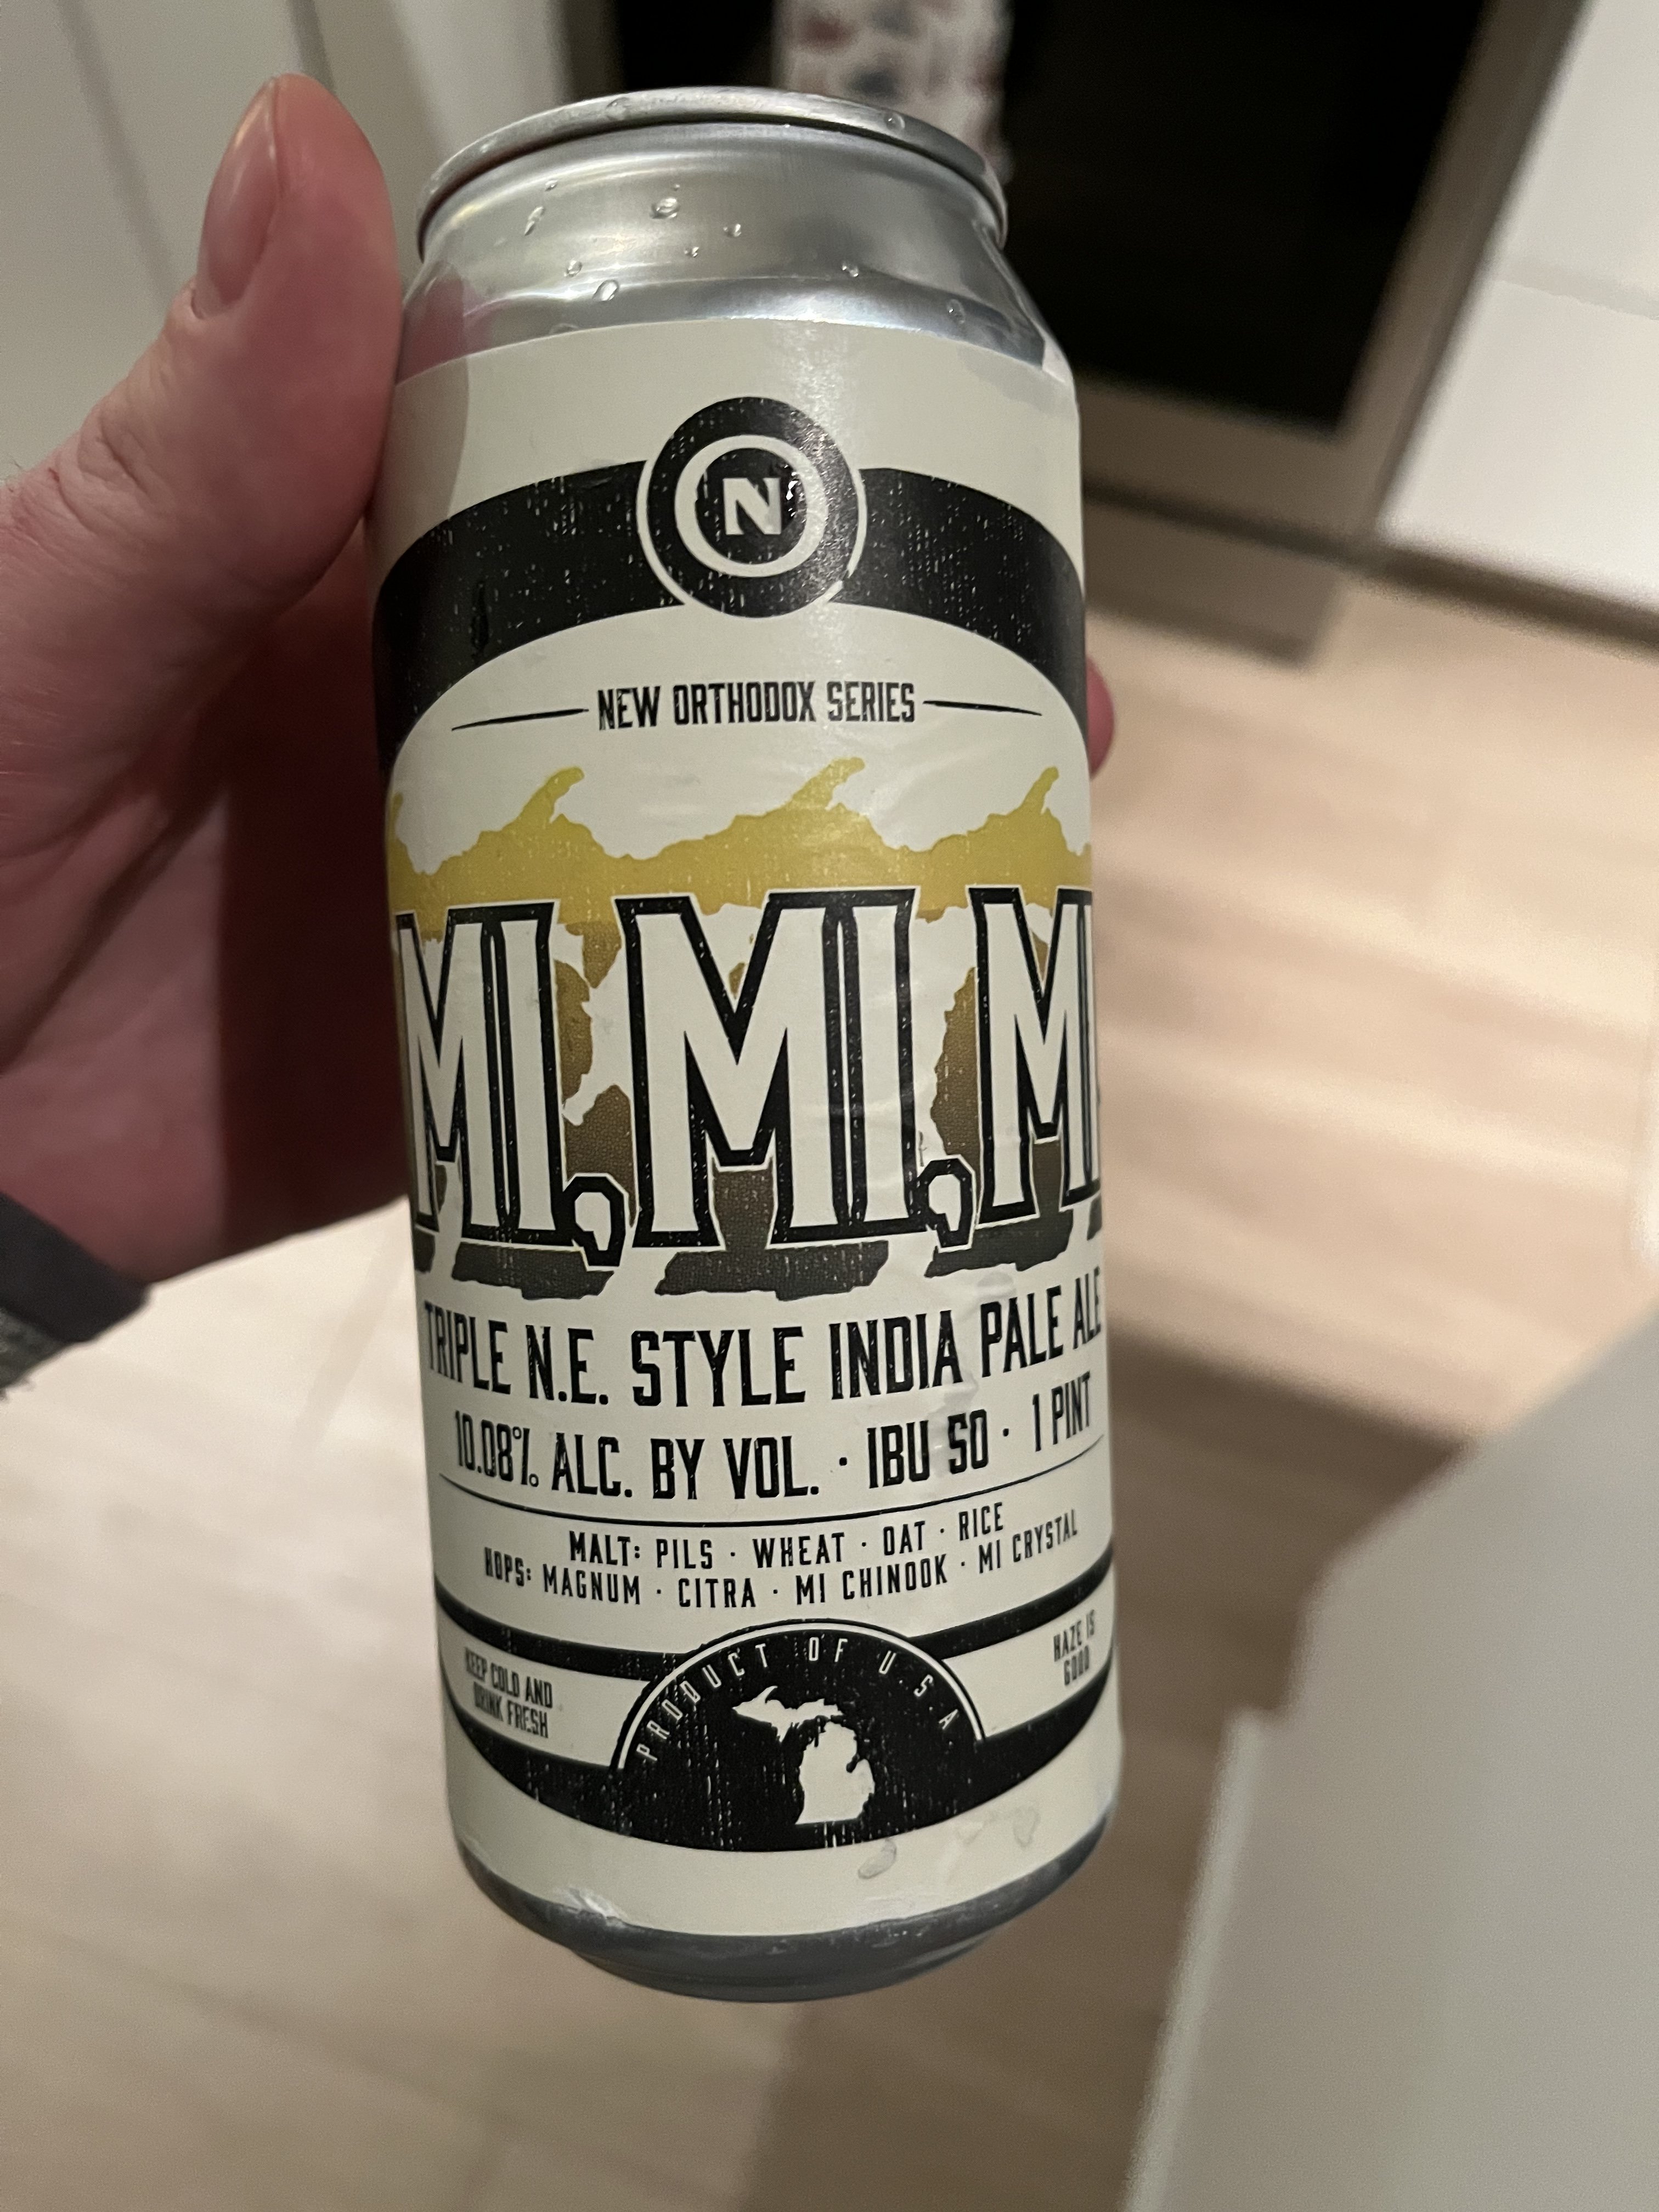 N
NEW ORTHODOX SERIES
MI, MI, MI
TRIPLE N.E. STYLE INDIA PALE ALE
10.08% ALC. BY VOL. · IBU 50 · 1 PINT
MALT: PILS · WHEAT · OAT · RICE
HOPS: MAGNUM · CITRA · MI CHINOOK · MI CRYSTAL
KEEP COLD AND
DRINK FRESH
PRODUCT OF U.S.A
HAZE IS
GOOD